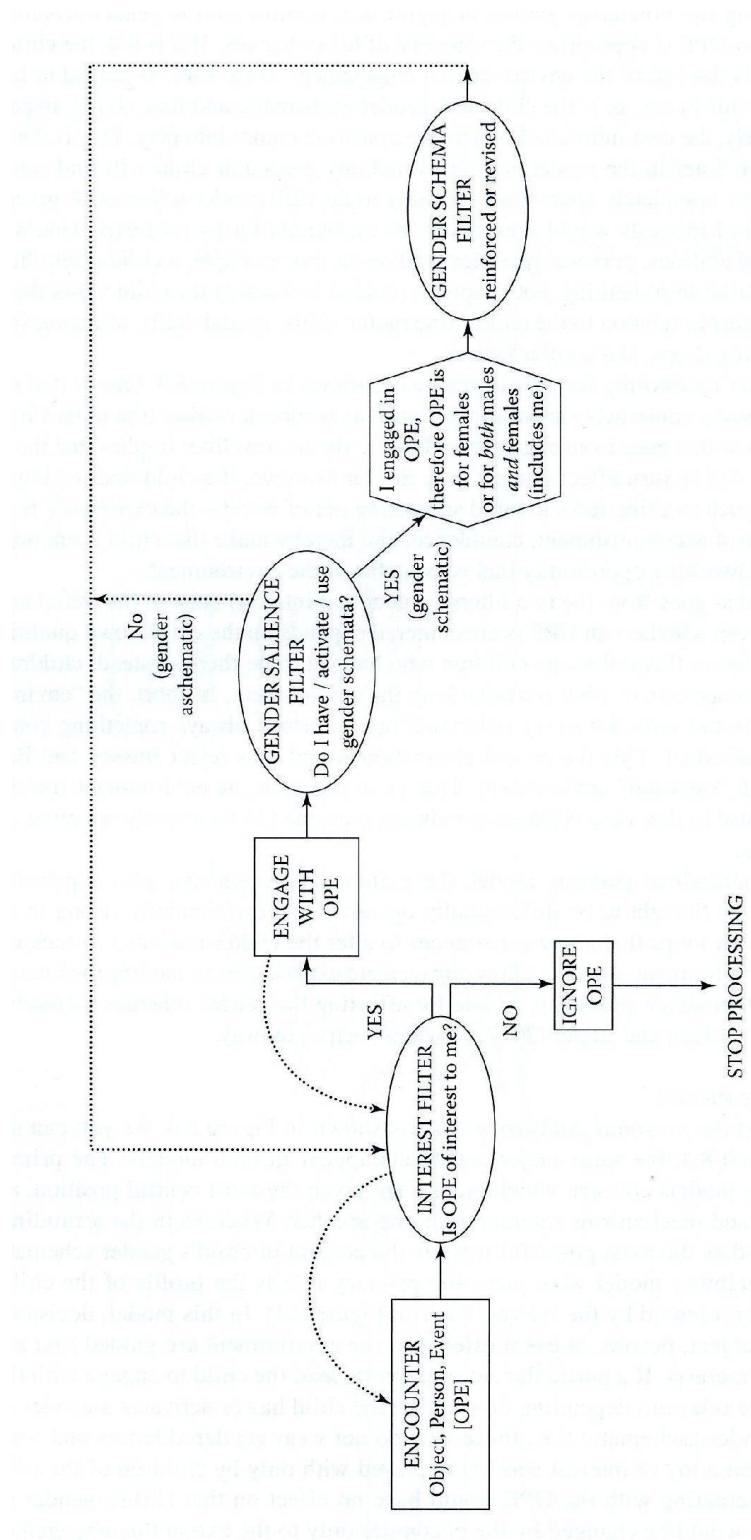 ENCOUNTER
Object, Person, Event
[OPE]
INTEREST FILTER
Is OPE of interest to me?
YES
NO
ENGAGE
WITH
OPE
IGNORE
OPE
STOP PROCESSING
GENDER SALIENCE
FILTER
Do I have / activate / use
gender schemata?
No
(gender
aschematic)
YES
(gender
schematic)
I engaged in
OPE,
therefore OPE is
for females
or for both males
and females
(includes me).
GENDER SCHEMA
FILTER
reinforced or revised